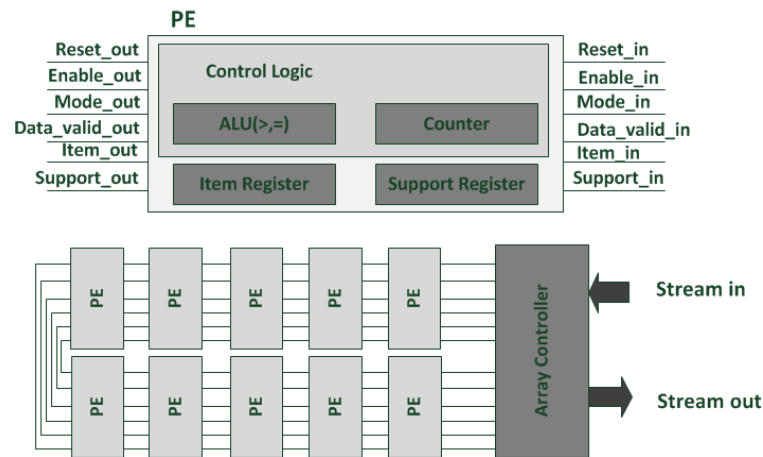 PE
Reset_out
Reset_in
Control Logic
Enable_out
Enable_in
Mode_out
Mode_in
Data_valid_out
ALU(>,=)
Counter
Data_valid_in
Item_out
Item_in
Support_out
Item Register
Support Register
Support_in
PE
PE
PE
PE
PE
Array Controller
Stream in
PE
PE
PE
PE
PE
Stream out